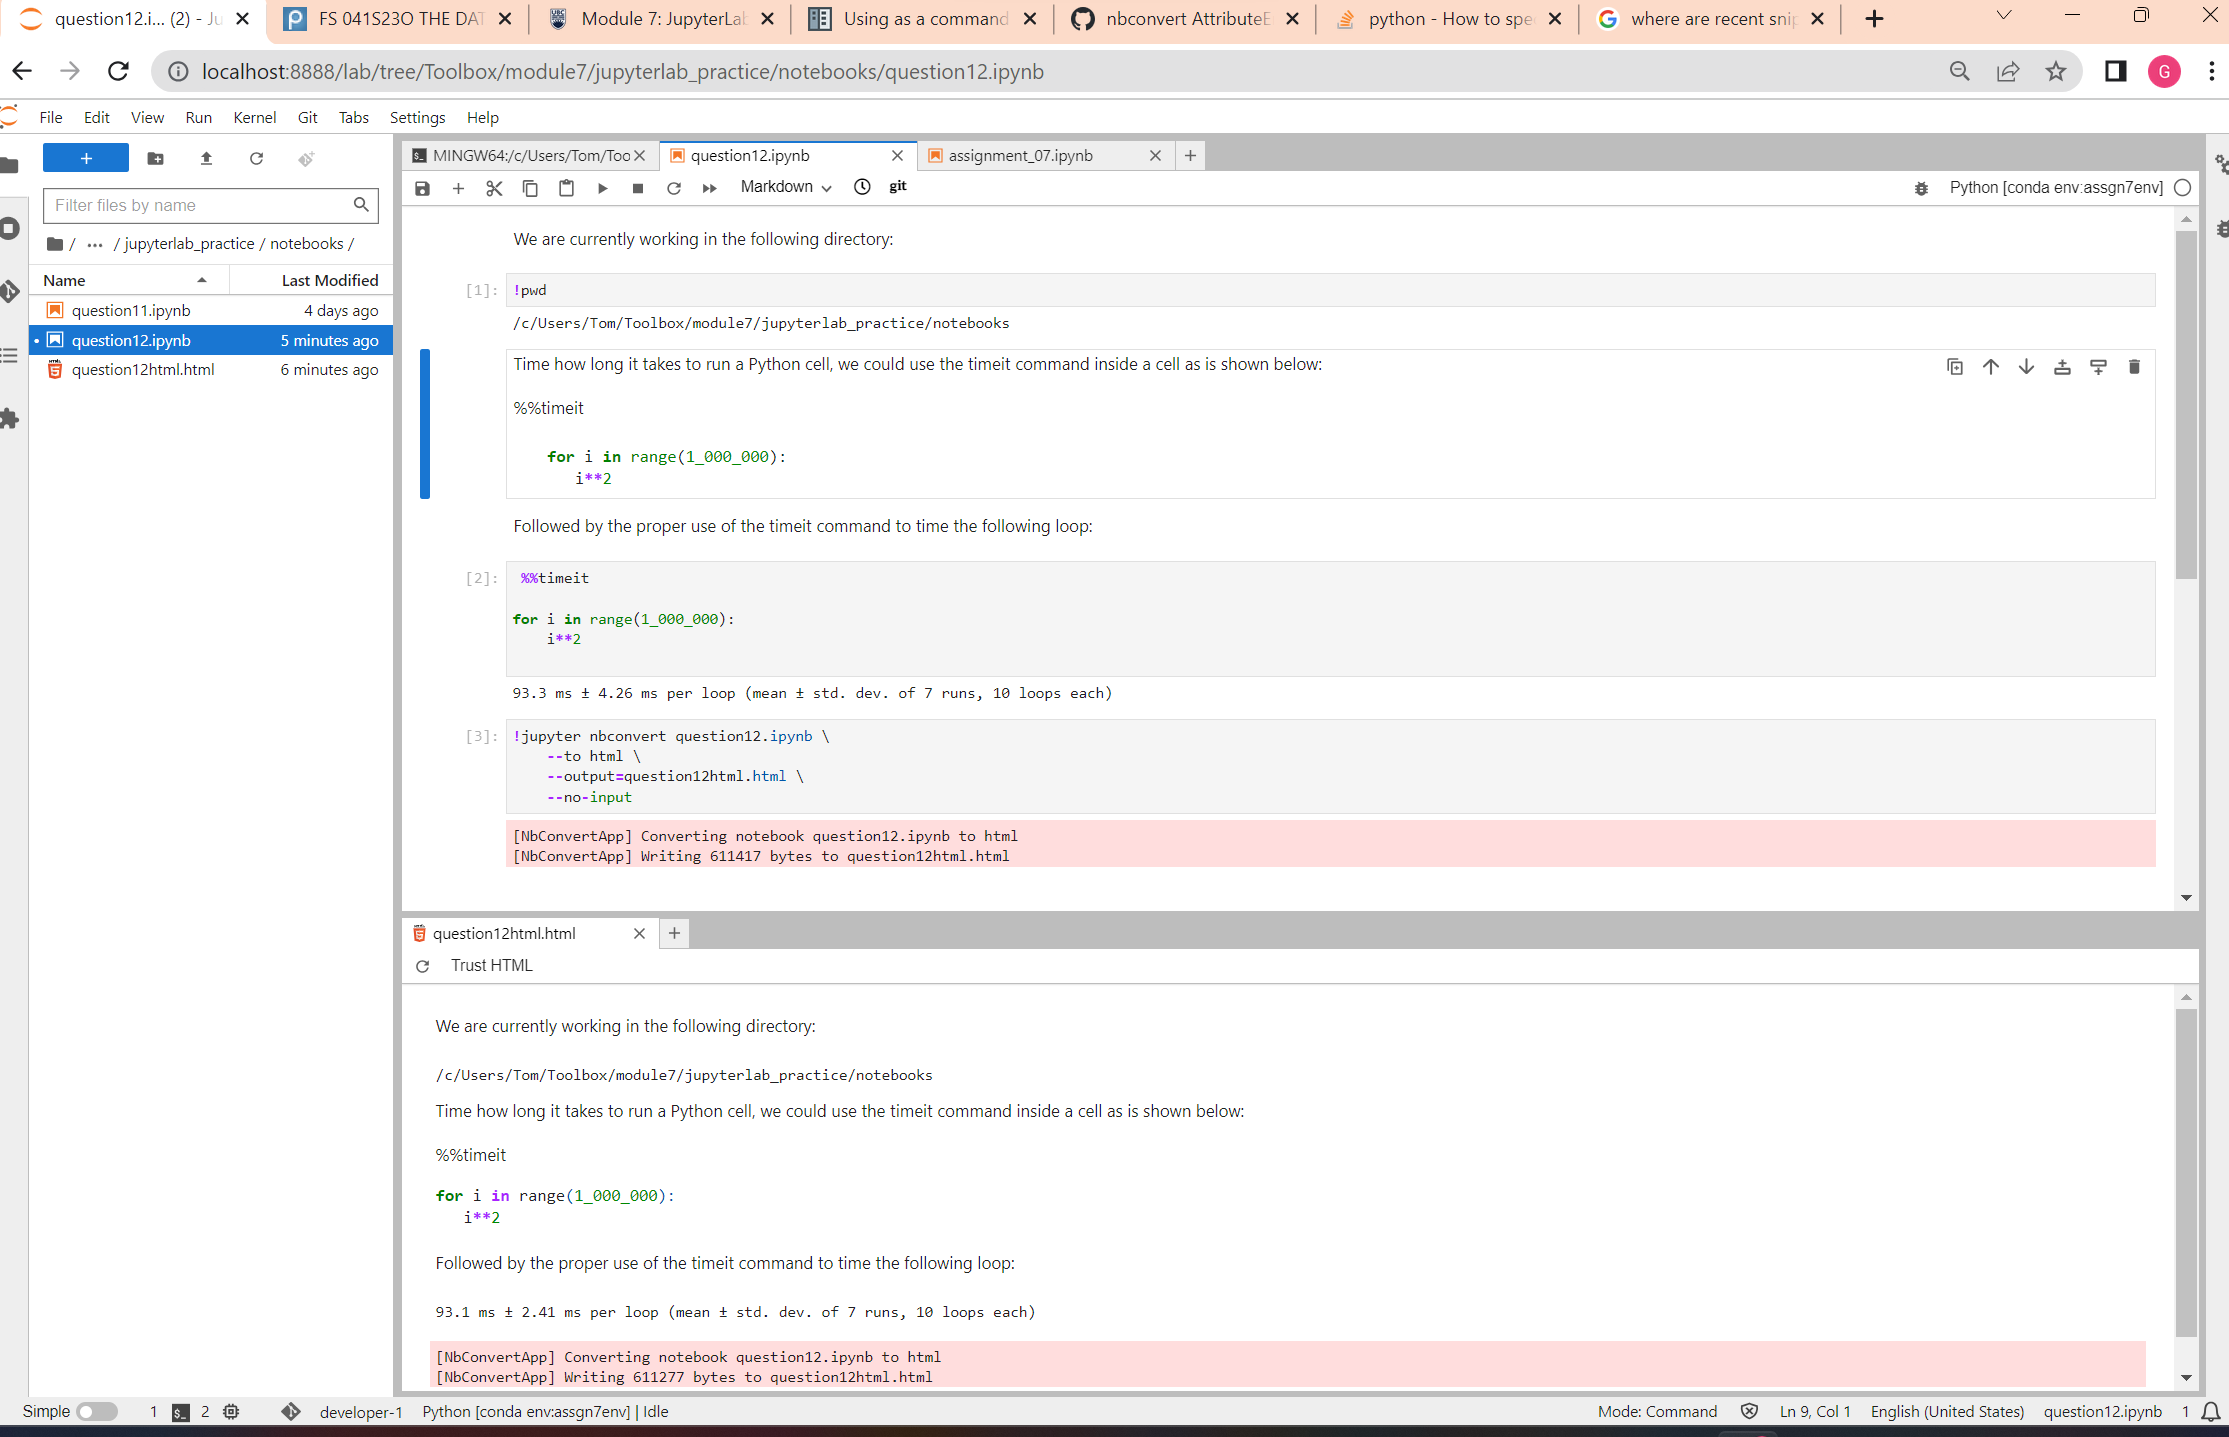 question12.i... (2) - Ju
FS 041S23O THE DAT
Module 7: JupyterLab
Using as a command
nbconvert AttributeE
python - How to spe
where are recent snip
localhost:8888/lab/tree/Toolbox/module7/jupyterlab_practice/notebooks/question12.ipynb
G
File Edit View Run Kernel Git Tabs Settings Help
MINGW64:/c/Users/Tom/Too
question12.ipynb
assignment_07.ipynb
Markdown
git
Python [conda env:assgn7env]
Filter files by name
/ ... / jupyterlab_practice / notebooks /
Name Last Modified
question11.ipynb 4 days ago
question12.ipynb 5 minutes ago
question12html.html 6 minutes ago
We are currently working in the following directory:
[1]: !pwd
/c/Users/Tom/Toolbox/module7/jupyterlab_practice/notebooks
Time how long it takes to run a Python cell, we could use the timeit command inside a cell as is shown below:
%%timeit
for i in range(1_000_000):
i**2
Followed by the proper use of the timeit command to time the following loop:
[2]: %%timeit
for i in range(1_000_000):
i**2
93.3 ms ± 4.26 ms per loop (mean ± std. dev. of 7 runs, 10 loops each)
[3]: !jupyter nbconvert question12.ipynb \
--to html \
--output=question12html.html \
--no-input
[NbConvertApp] Converting notebook question12.ipynb to html
[NbConvertApp] Writing 611417 bytes to question12html.html
question12html.html
Trust HTML
We are currently working in the following directory:
/c/Users/Tom/Toolbox/module7/jupyterlab_practice/notebooks
Time how long it takes to run a Python cell, we could use the timeit command inside a cell as is shown below:
%%timeit
for i in range(1_000_000):
i**2
Followed by the proper use of the timeit command to time the following loop:
93.1 ms ± 2.41 ms per loop (mean ± std. dev. of 7 runs, 10 loops each)
[NbConvertApp] Converting notebook question12.ipynb to html
[NbConvertApp] Writing 611277 bytes to question12html.html
Simple 1 2 developer-1 Python [conda env:assgn7env] | Idle Mode: Command Ln 9, Col 1 English (United States) question12.ipynb 1